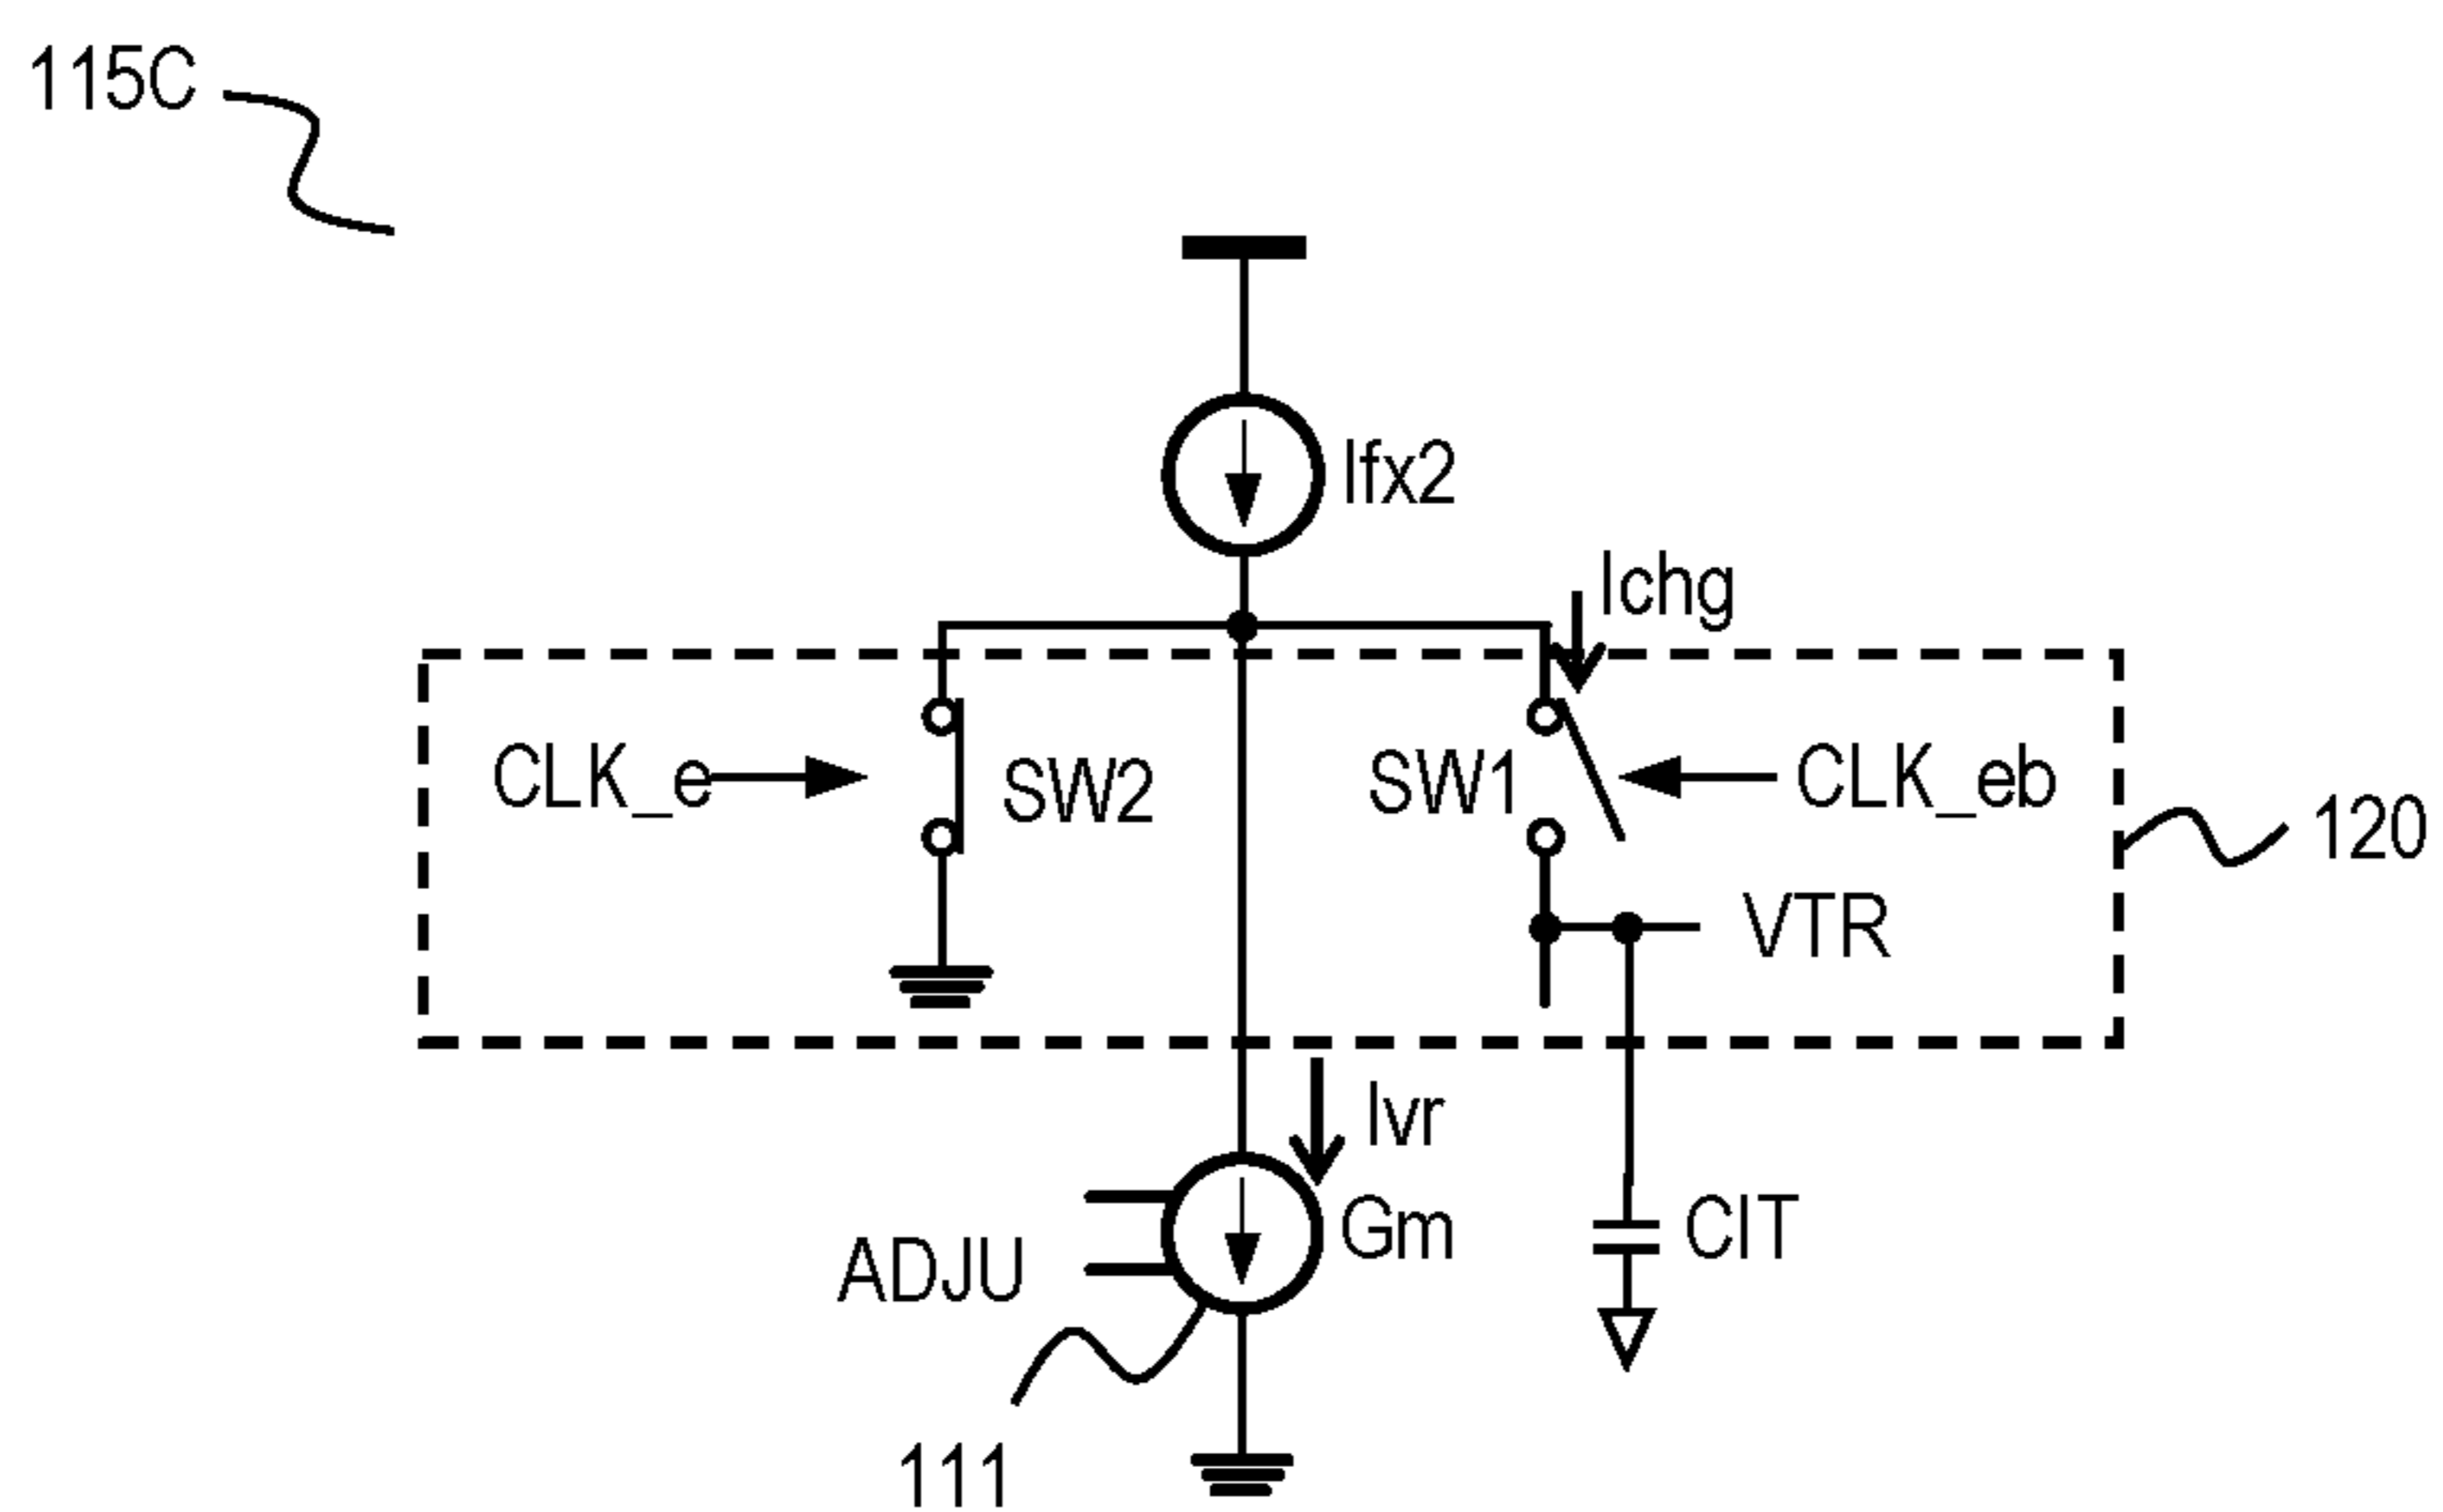 115C
Ifx2
Ichg
CLK_e
SW2
SW1
CLK_eb
120
VTR
Ivr
Gm
CIT
ADJU
111